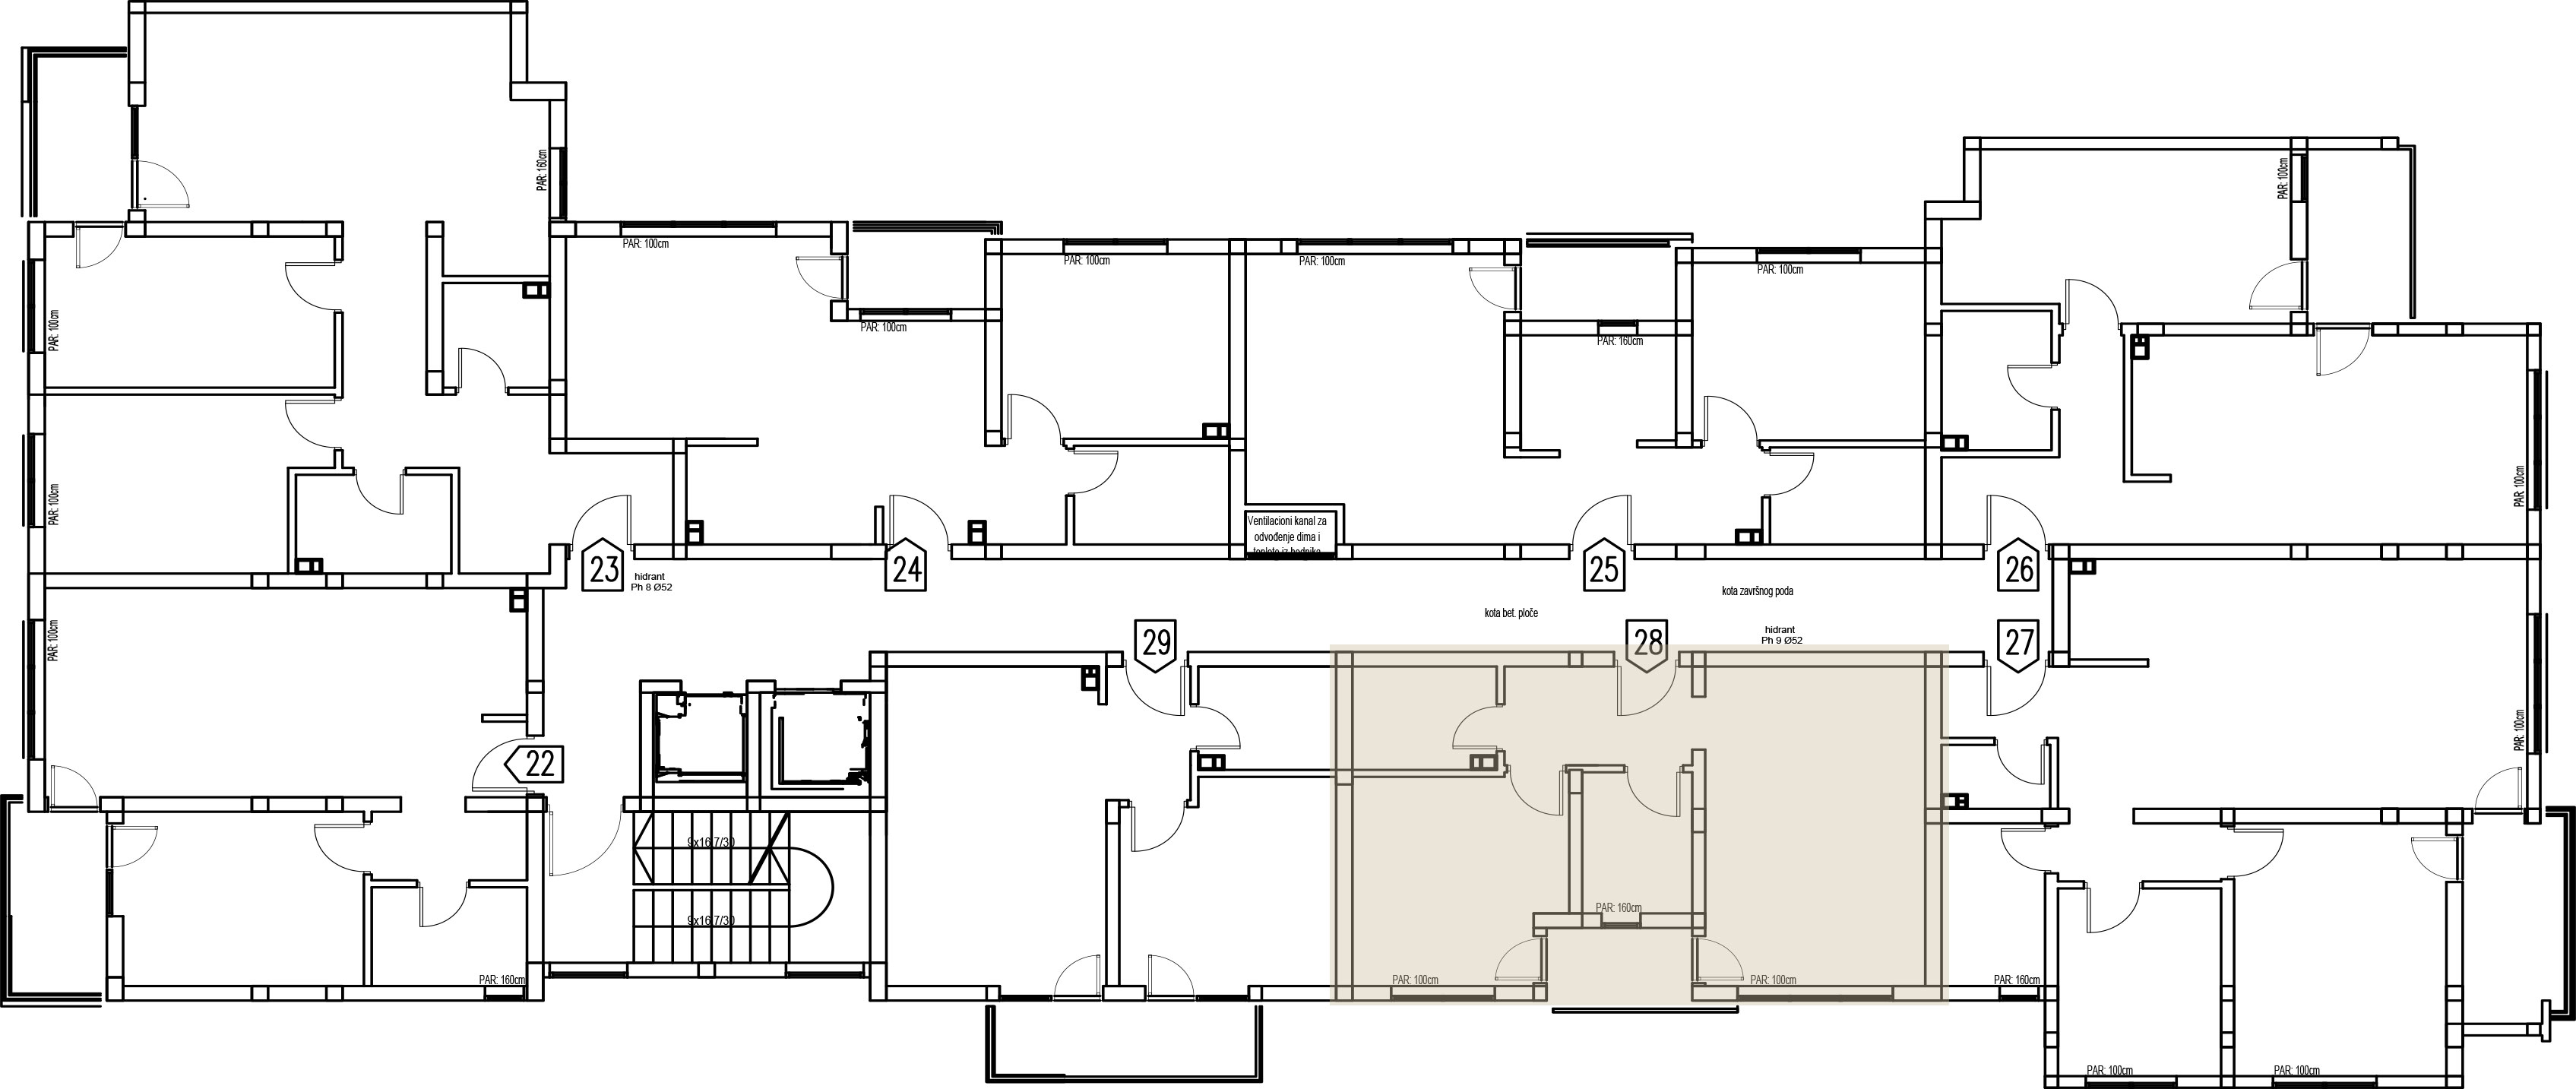 PAR: 160cm
PAR: 100cm
PAR: 100cm
PAR: 100cm
PAR: 100cm
PAR: 100cm
PAR: 100cm
PAR: 100cm
PAR: 100cm
PAR: 160cm
PAR: 100cm
PAR: 100cm
PAR: 100cm
Ventilacioni kanal za
odvođenje dima i
toplote iz hodnika
23
hidrant
Ph 8 Ø52
24
25
26
kota završnog poda
kota bet. ploče
hidrant
Ph 9 Ø52
29
28
27
PAR: 100cm
22
PAR: 100cm
9x16,7/30
9x16,7/30
PAR: 160cm
PAR: 160cm
PAR: 100cm
PAR: 100cm
PAR: 160cm
PAR: 100cm
PAR: 100cm